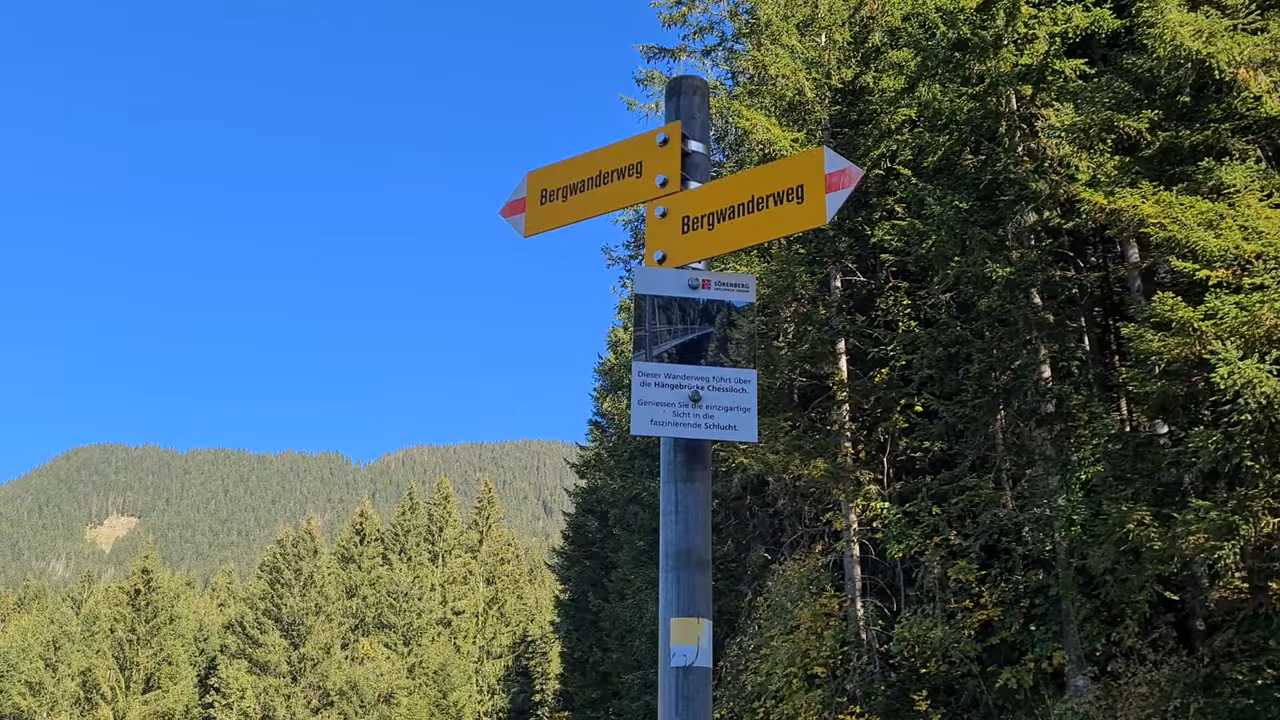 Bergwanderweg
Bergwanderweg
SÖRENBERG
Dieser Wanderweg führt über
die Hängebrücke Chessiloch.
Geniessen Sie die einzigartige
Sicht in die
faszinierende Schlucht.